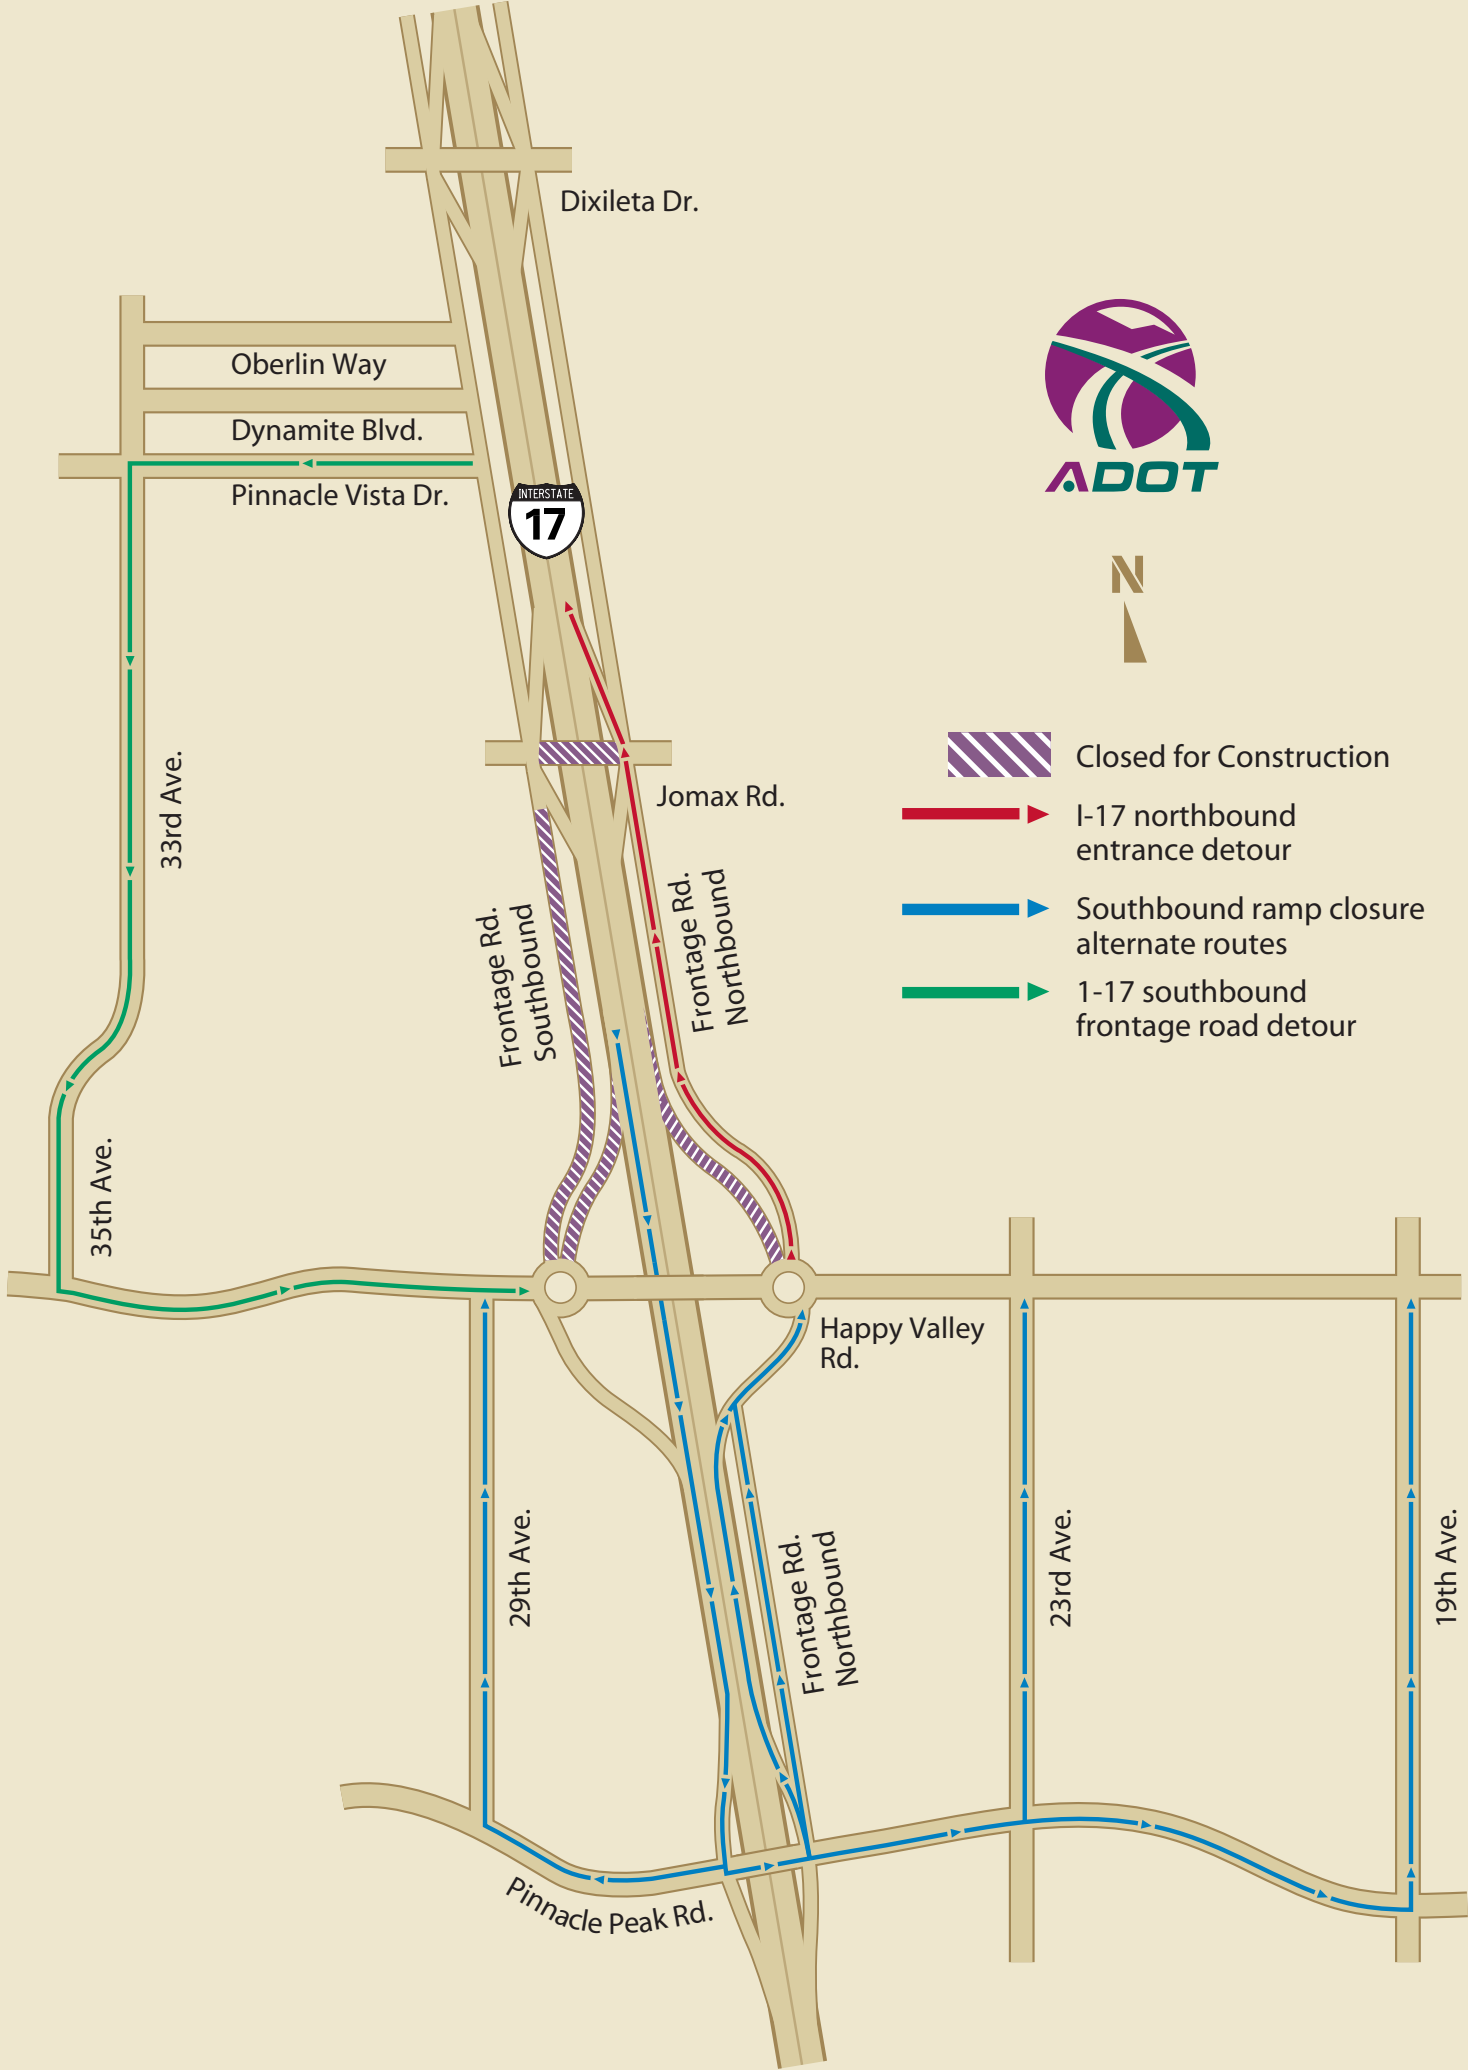 Dixileta Dr.
Oberlin Way
Dynamite Blvd.
Pinnacle Vista Dr.
INTERSTATE
17
ADOT
N
Closed for Construction
I-17 northbound
entrance detour
Southbound ramp closure
alternate routes
1-17 southbound
frontage road detour
33rd Ave.
Jomax Rd.
Frontage Rd.
Southbound
Frontage Rd.
Northbound
35th Ave.
Happy Valley
Rd.
29th Ave.
Frontage Rd.
Northbound
23rd Ave.
19th Ave.
Pinnacle Peak Rd.